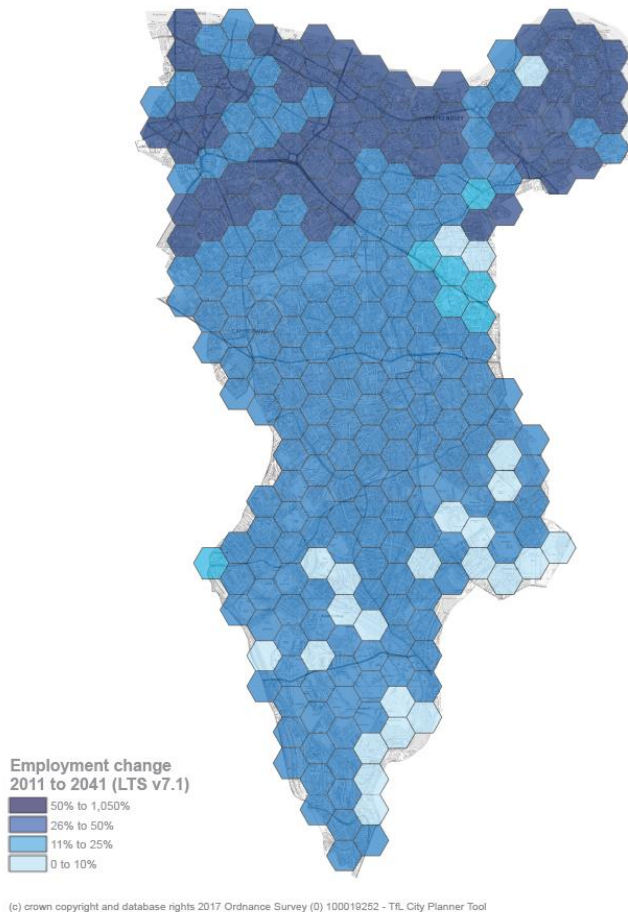 Employment change
2011 to 2041 (LTS v7.1)
50% to 1,050%
26% to 50%
11% to 25%
0 to 10%
(c) crown copyright and database rights 2017 Ordnance Survey (0) 100019252 - TfL City Planner Tool